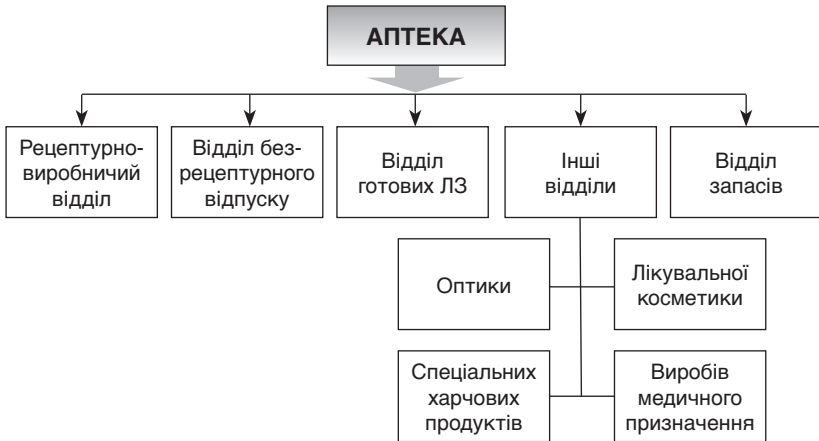 АПТЕКА
Рецептурно-
виробничий
відділ
Відділ без-
рецептурного
відпуску
Відділ
готових ЛЗ
Інші
відділи
Відділ
запасів
Оптики
Лікувальної
косметики
Спеціальних
харчових
продуктів
Виробів
медичного
призначення